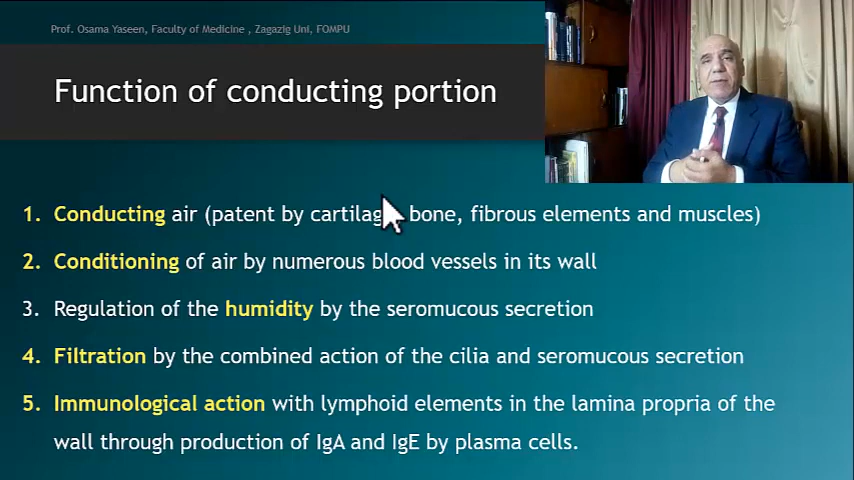 Prof. Osama Yaseen, Faculty of Medicine , Zagazig Uni, FOMPU
Function of conducting portion
1. Conducting air (patent by cartilage, bone, fibrous elements and muscles)
2. Conditioning of air by numerous blood vessels in its wall
3. Regulation of the humidity by the seromucous secretion
4. Filtration by the combined action of the cilia and seromucous secretion
5. Immunological action with lymphoid elements in the lamina propria of the
wall through production of IgA and IgE by plasma cells.